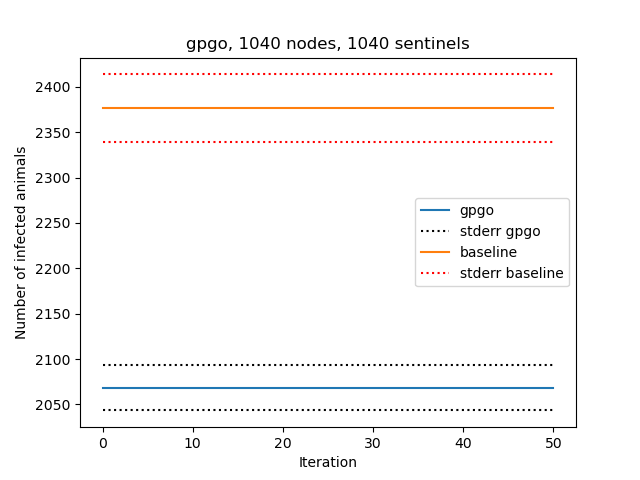 gpgo, 1040 nodes, 1040 sentinels
2400
2350
2300
2250
2200
2150
2100
2050
Number of infected animals
gpgo
stderr gpgo
baseline
stderr baseline
0 10 20 30 40 50
Iteration